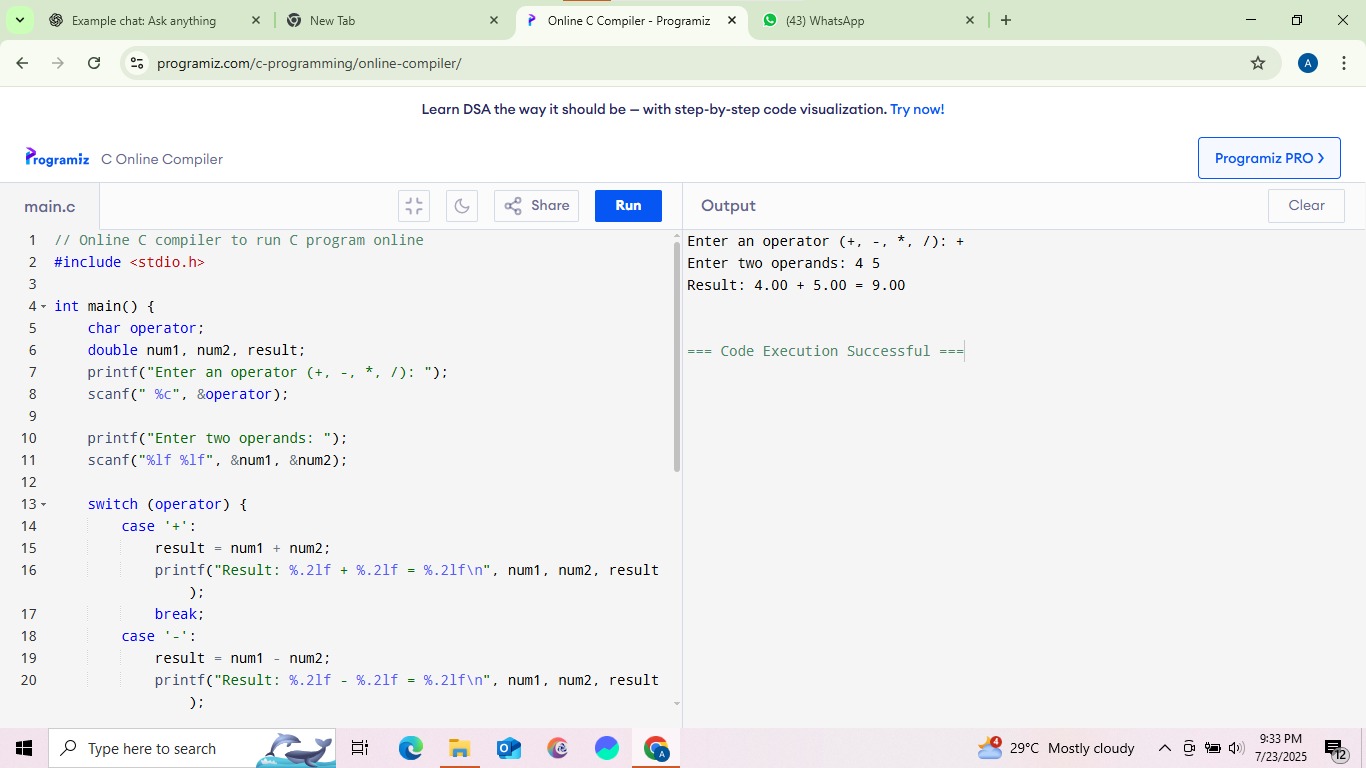 Example chat: Ask anything
New Tab
Online C Compiler - Programiz
(43) WhatsApp
programiz.com/c-programming/online-compiler/
A
Learn DSA the way it should be — with step-by-step code visualization. Try now!
Programiz C Online Compiler
Programiz PRO
main.c
Share
Run
Output
Clear
1 // Online C compiler to run C program online
2 #include <stdio.h>
3
4 int main() {
5 char operator;
6 double num1, num2, result;
7 printf("Enter an operator (+, -, *, /): ");
8 scanf(" %c", &operator);
9
10 printf("Enter two operands: ");
11 scanf("%lf %lf", &num1, &num2);
12
13 switch (operator) {
14 case '+':
15 result = num1 + num2;
16 printf("Result: %.2lf + %.2lf = %.2lf\n", num1, num2, result
);
17 break;
18 case '-':
19 result = num1 - num2;
20 printf("Result: %.2lf - %.2lf = %.2lf\n", num1, num2, result
);
Enter an operator (+, -, *, /): +
Enter two operands: 4 5
Result: 4.00 + 5.00 = 9.00
=== Code Execution Successful ===
Type here to search
A
4
29°C Mostly cloudy
9:33 PM
7/23/2025
12